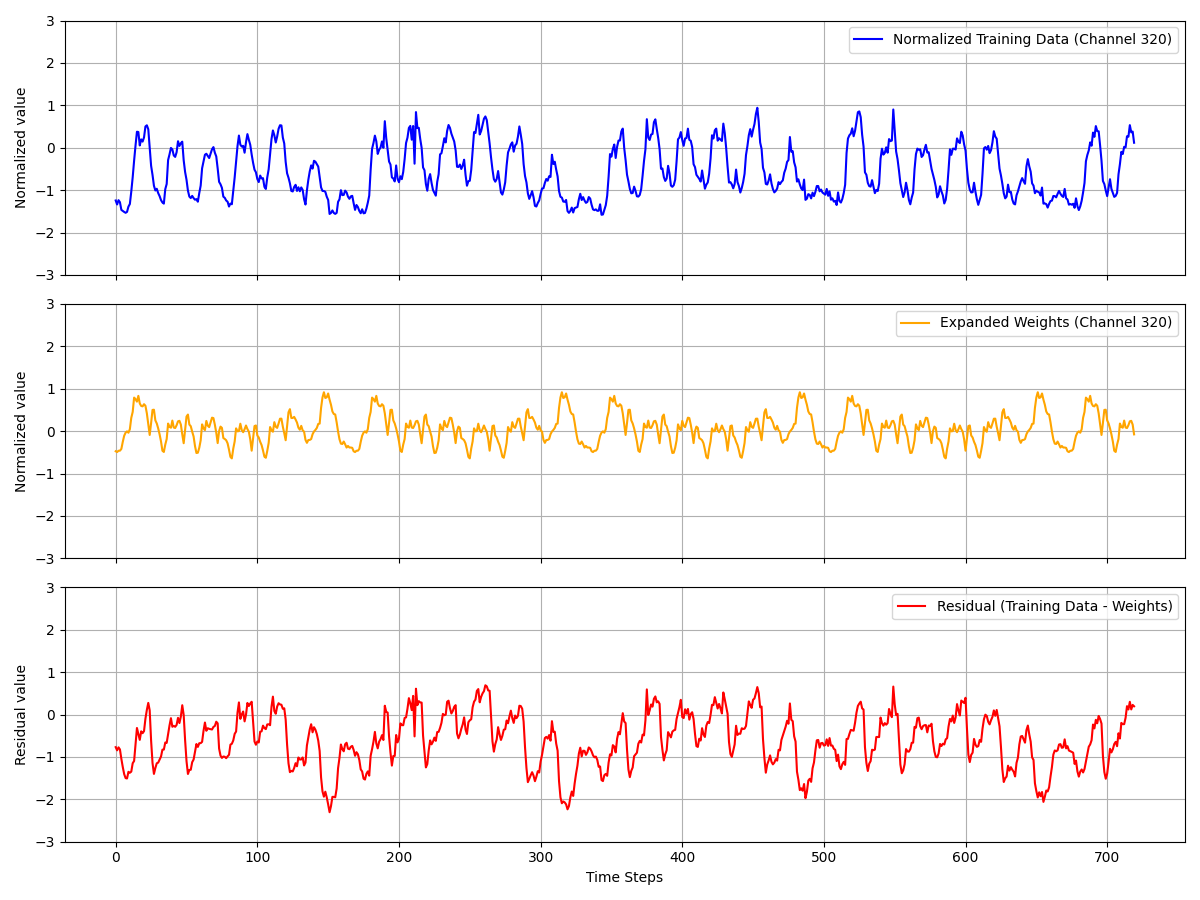 3
2
1
0
−1
−2
−3
Normalized value
Normalized Training Data (Channel 320)
3
2
1
0
−1
−2
−3
Normalized value
Expanded Weights (Channel 320)
3
2
1
0
−1
−2
−3
Residual value
Residual (Training Data - Weights)
0 100 200 300 400 500 600 700
Time Steps